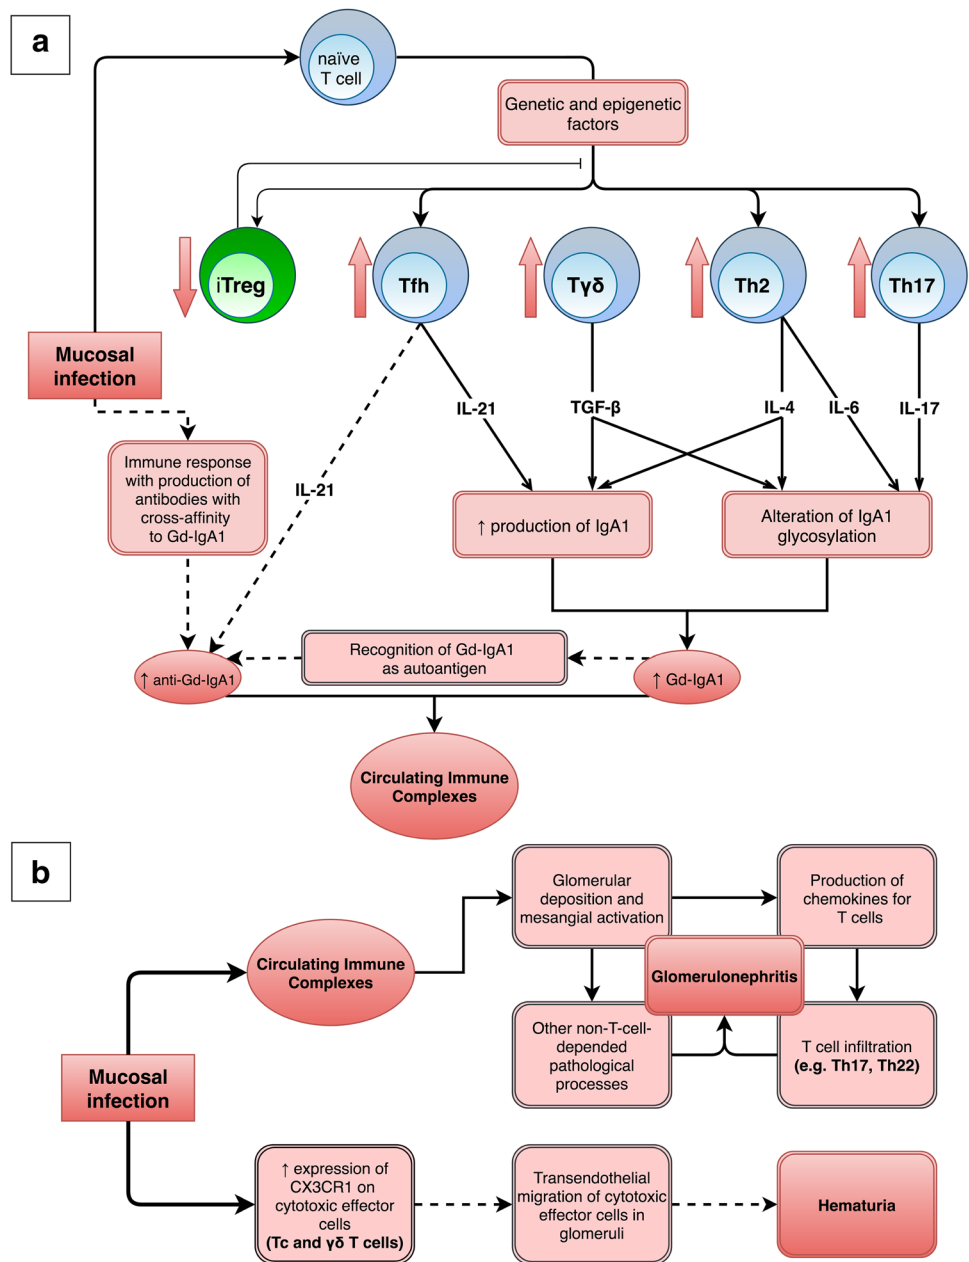 a
naïve
T cell
Genetic and epigenetic
factors
iTreg
Tfh
Tγδ
Th2
Th17
Mucosal
infection
IL-21
TGF-β
IL-4
IL-6
IL-17
Immune response
with production of
antibodies with
cross-affinity
to Gd-IgA1
IL-21
↑ production of IgA1
Alteration of IgA1
glycosylation
Recognition of Gd-IgA1
as autoantigen
↑ anti-Gd-IgA1
↑ Gd-IgA1
Circulating Immune
Complexes
b
Glomerular
deposition and
mesangial activation
Production of
chemokines for
T cells
Circulating Immune
Complexes
Glomerulonephritis
Other non-T-cell-
depended
pathological
processes
T cell infiltration
(e.g. Th17, Th22)
Mucosal
infection
↑ expression of
CX3CR1 on
cytotoxic effector
cells
(Tc and γδ T cells)
Transendothelial
migration of cytotoxic
effector cells in
glomeruli
Hematuria